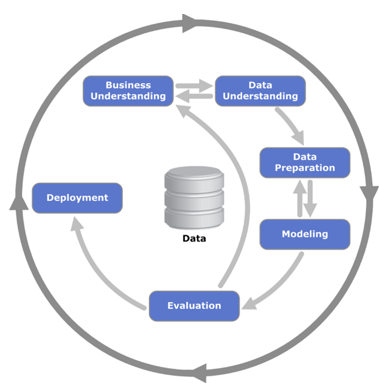 Business
Understanding
Data
Understanding
Data
Preparation
Modeling
Evaluation
Deployment
Data